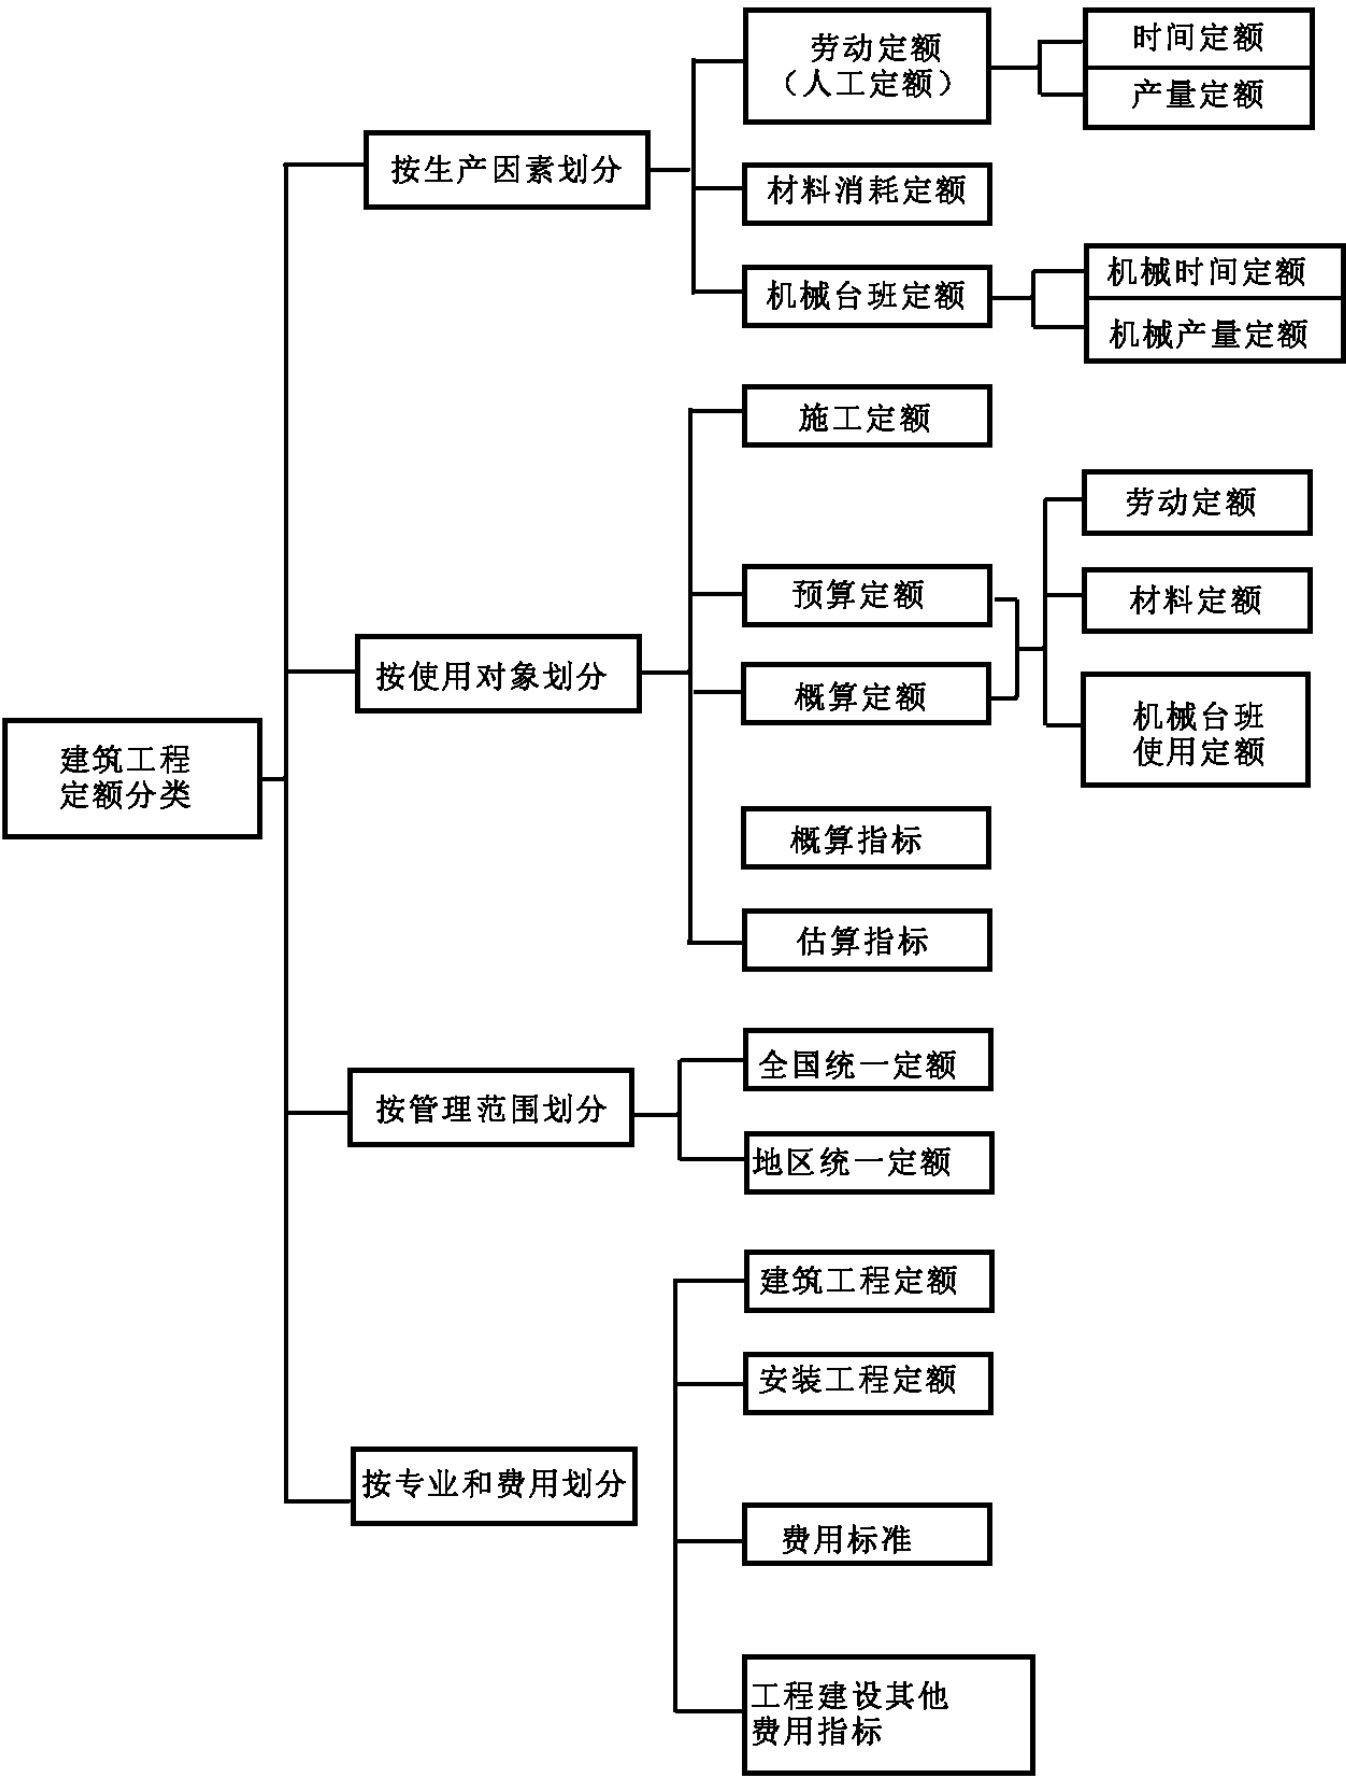 建筑工程
定额分类
按生产因素划分
劳动定额
（人工定额）
时间定额
产量定额
材料消耗定额
机械台班定额
机械时间定额
机械产量定额
按使用对象划分
施工定额
预算定额
概算定额
劳动定额
材料定额
机械台班
使用定额
概算指标
估算指标
按管理范围划分
全国统一定额
地区统一定额
按专业和费用划分
建筑工程定额
安装工程定额
费用标准
工程建设其他
费用指标